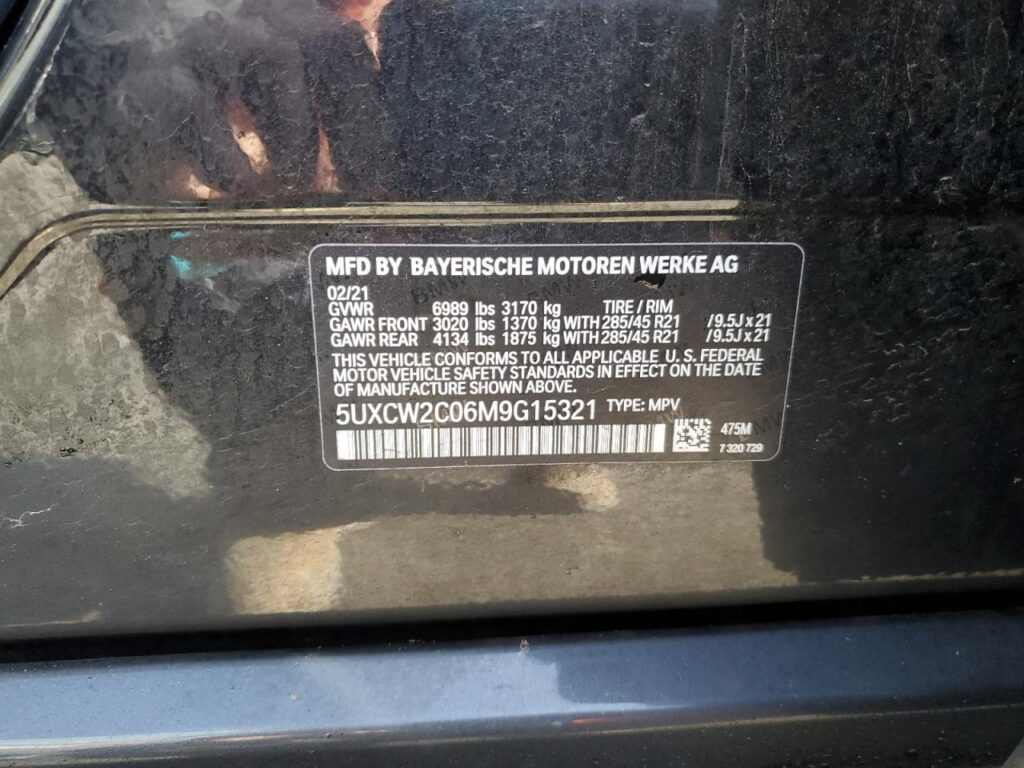 MFD BY BAYERISCHE MOTOREN WERKE AG
02/21
GVWR 6989 lbs 3170 kg TIRE / RIM
GAWR FRONT 3020 lbs 1370 kg WITH 285/45 R21 /9.5J x 21
GAWR REAR 4134 lbs 1875 kg WITH 285/45 R21 /9.5J x 21
THIS VEHICLE CONFORMS TO ALL APPLICABLE U. S. FEDERAL
MOTOR VEHICLE SAFETY STANDARDS IN EFFECT ON THE DATE
OF MANUFACTURE SHOWN ABOVE.
5UXCW2C06M9G15321 TYPE: MPV
475M
7 320 729